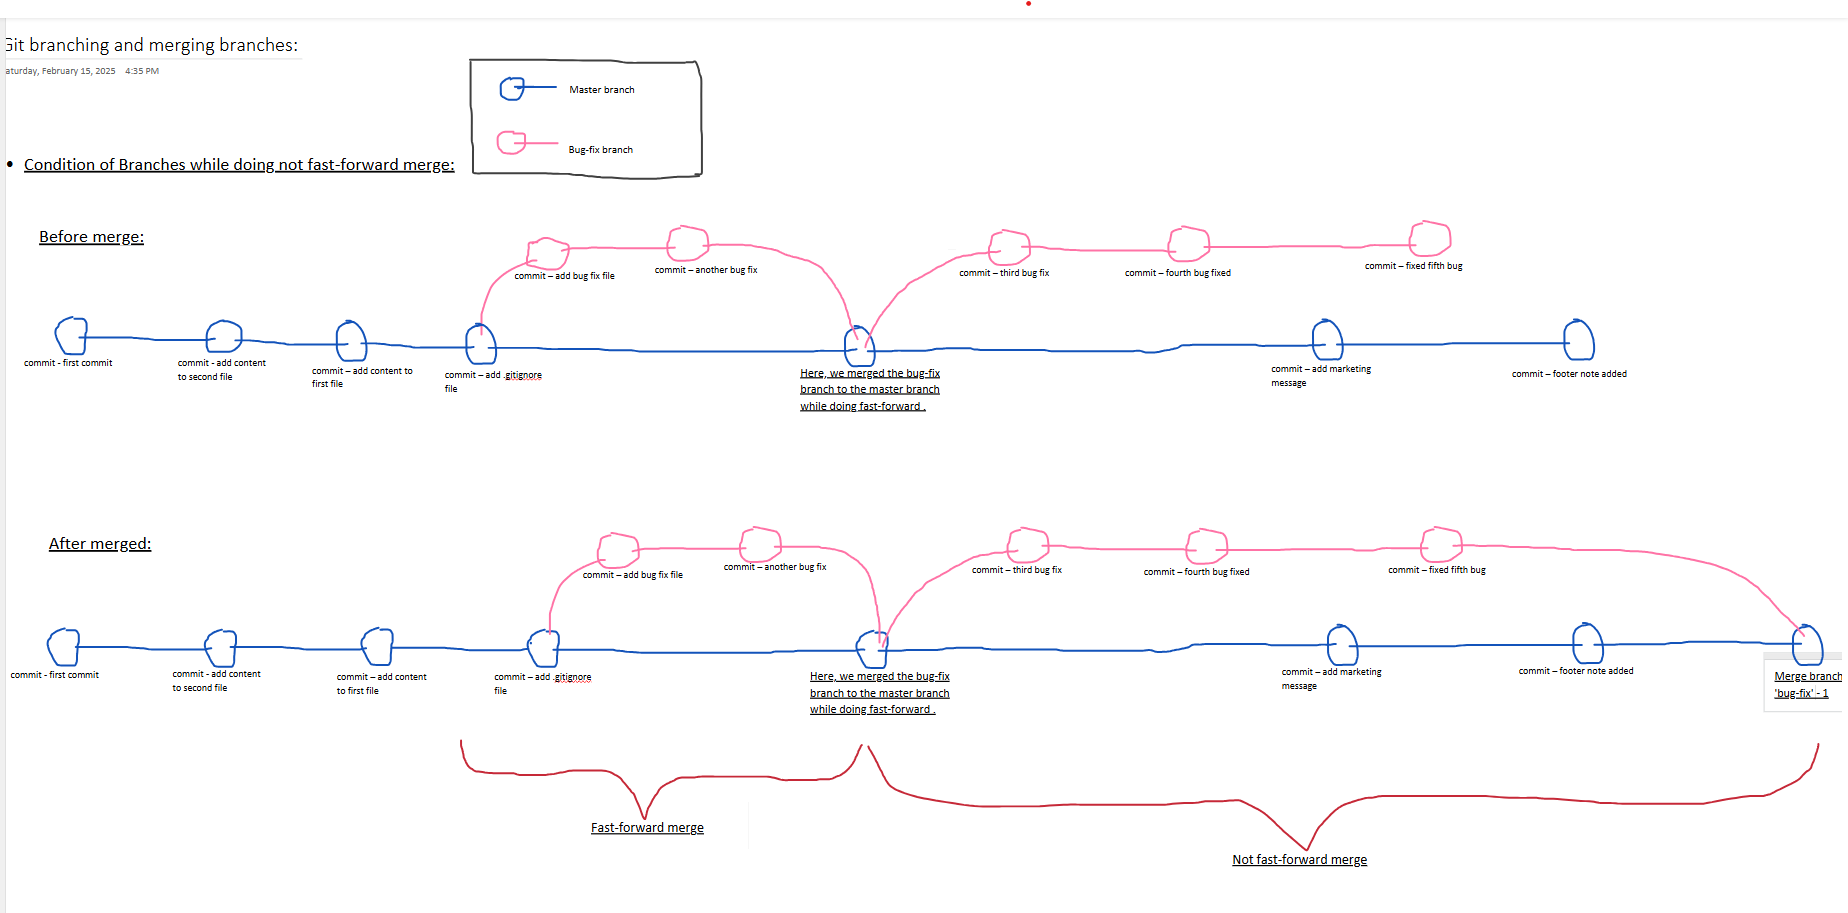 Git branching and merging branches:
aturday, February 15, 2025 4:35 PM
Master branch
Bug-fix branch
• Condition of Branches while doing not fast-forward merge:
Before merge:
commit – add bug fix file
commit – another bug fix
commit – third bug fix
commit – fourth bug fixed
commit – fixed fifth bug
commit - first commit
commit - add content
to second file
commit – add content to
first file
commit – add .gitignore
file
Here, we merged the bug-fix
branch to the master branch
while doing fast-forward .
commit – add marketing
message
commit – footer note added
After merged:
commit – add bug fix file
commit – another bug fix
commit – third bug fix
commit – fourth bug fixed
commit – fixed fifth bug
commit - first commit
commit - add content
to second file
commit – add content
to first file
commit – add .gitignore
file
Here, we merged the bug-fix
branch to the master branch
while doing fast-forward .
commit – add marketing
message
commit – footer note added
Merge branch
'bug-fix' - 1
Fast-forward merge
Not fast-forward merge